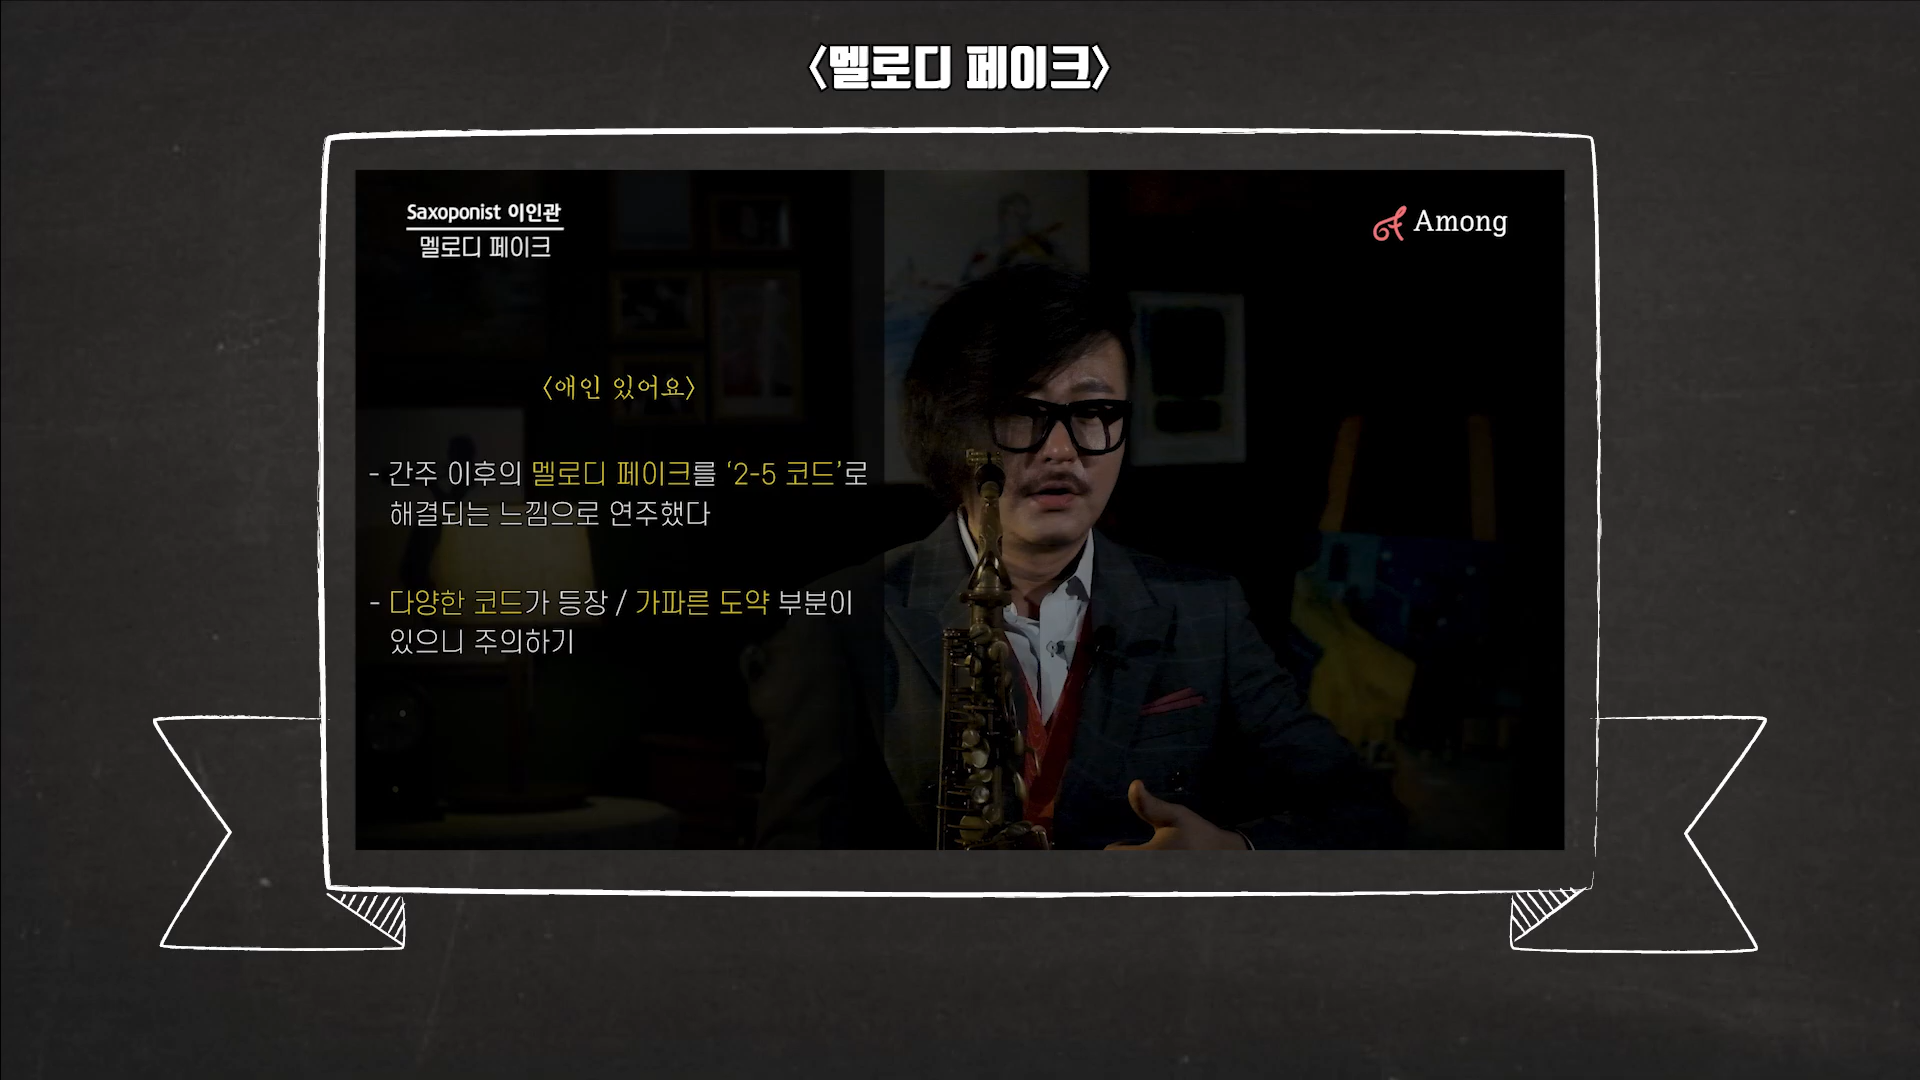 〈멜로디 페이크〉
Saxoponist 이인관
멜로디 페이크
Among
〈애인 있어요〉
- 간주 이후의 멜로디 페이크를 ‘2-5 코드’로
해결되는 느낌으로 연주했다
- 다양한 코드가 등장 / 가파른 도약 부분이
있으니 주의하기